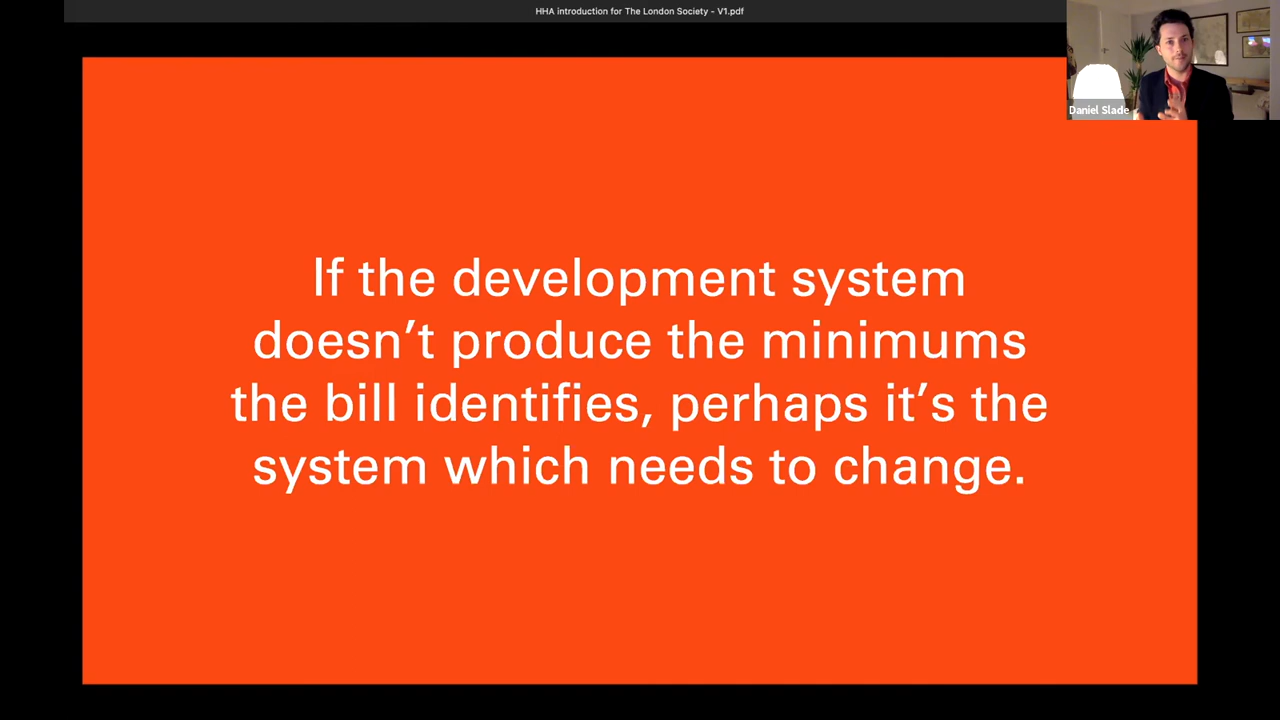 HHA introduction for The London Society - V1.pdf
Daniel Slade
If the development system
doesn’t produce the minimums
the bill identifies, perhaps it’s the
system which needs to change.